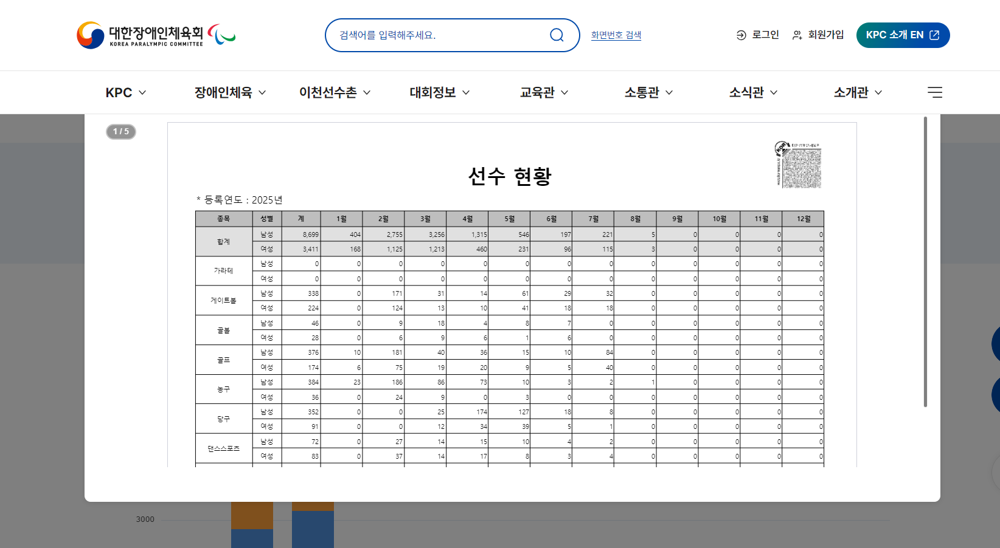 대한장애인체육회
KOREA PARALYMPIC COMMITTEE
검색어를 입력해주세요.
화면번호 검색
로그인
회원가입
KPC 소개 EN
KPC 장애인체육 이천선수촌 대회정보 교육관 소통관 소식관 소개관
1 / 5
KOR
선수 현황
* 등록연도 : 2025년
종목 성별 계 1월 2월 3월 4월 5월 6월 7월 8월 9월 10월 11월 12월
합계 남성 8,699 404 2,755 3,256 1,315 546 197 221 5 0 0 0 0
여성 3,411 168 1,125 1,213 460 231 96 115 3 0 0 0 0
가라테 남성 0 0 0 0 0 0 0 0 0 0 0 0 0
여성 0 0 0 0 0 0 0 0 0 0 0 0 0
게이트볼 남성 338 0 171 31 14 61 29 32 0 0 0 0 0
여성 224 0 124 13 10 41 18 18 0 0 0 0 0
골볼 남성 46 0 9 18 4 8 7 0 0 0 0 0 0
여성 28 0 6 9 6 1 6 0 0 0 0 0 0
골프 남성 376 10 181 40 36 15 10 84 0 0 0 0 0
여성 174 6 75 19 20 9 5 40 0 0 0 0 0
농구 남성 384 23 186 86 73 10 3 2 1 0 0 0 0
여성 36 0 24 9 0 3 0 0 0 0 0 0 0
당구 남성 352 0 0 25 174 127 18 8 0 0 0 0 0
여성 91 0 0 12 34 39 5 1 0 0 0 0 0
댄스스포츠 남성 72 0 27 14 15 10 4 2 0 0 0 0 0
여성 83 0 37 14 17 8 3 4 0 0 0 0 0
3000